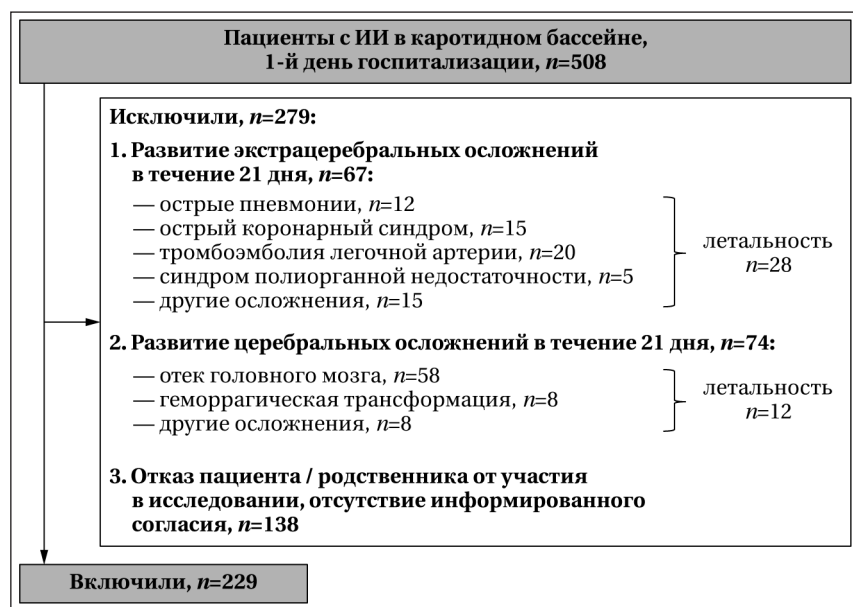 Пациенты с ИИ в каротидном бассейне,
1-й день госпитализации, n=508
Исключили, n=279:
1. Развитие экстрацеребральных осложнений
в течение 21 дня, n=67:
— острые пневмонии, n=12
— острый коронарный синдром, n=15
— тромбоэмболия легочной артерии, n=20
— синдром полиорганной недостаточности, n=5
— другие осложнения, n=15
летальность
n=28
2. Развитие церебральных осложнений в течение 21 дня, n=74:
— отек головного мозга, n=58
— геморрагическая трансформация, n=8
— другие осложнения, n=8
летальность
n=12
3. Отказ пациента / родственника от участия
в исследовании, отсутствие информированного
согласия, n=138
Включили, n=229